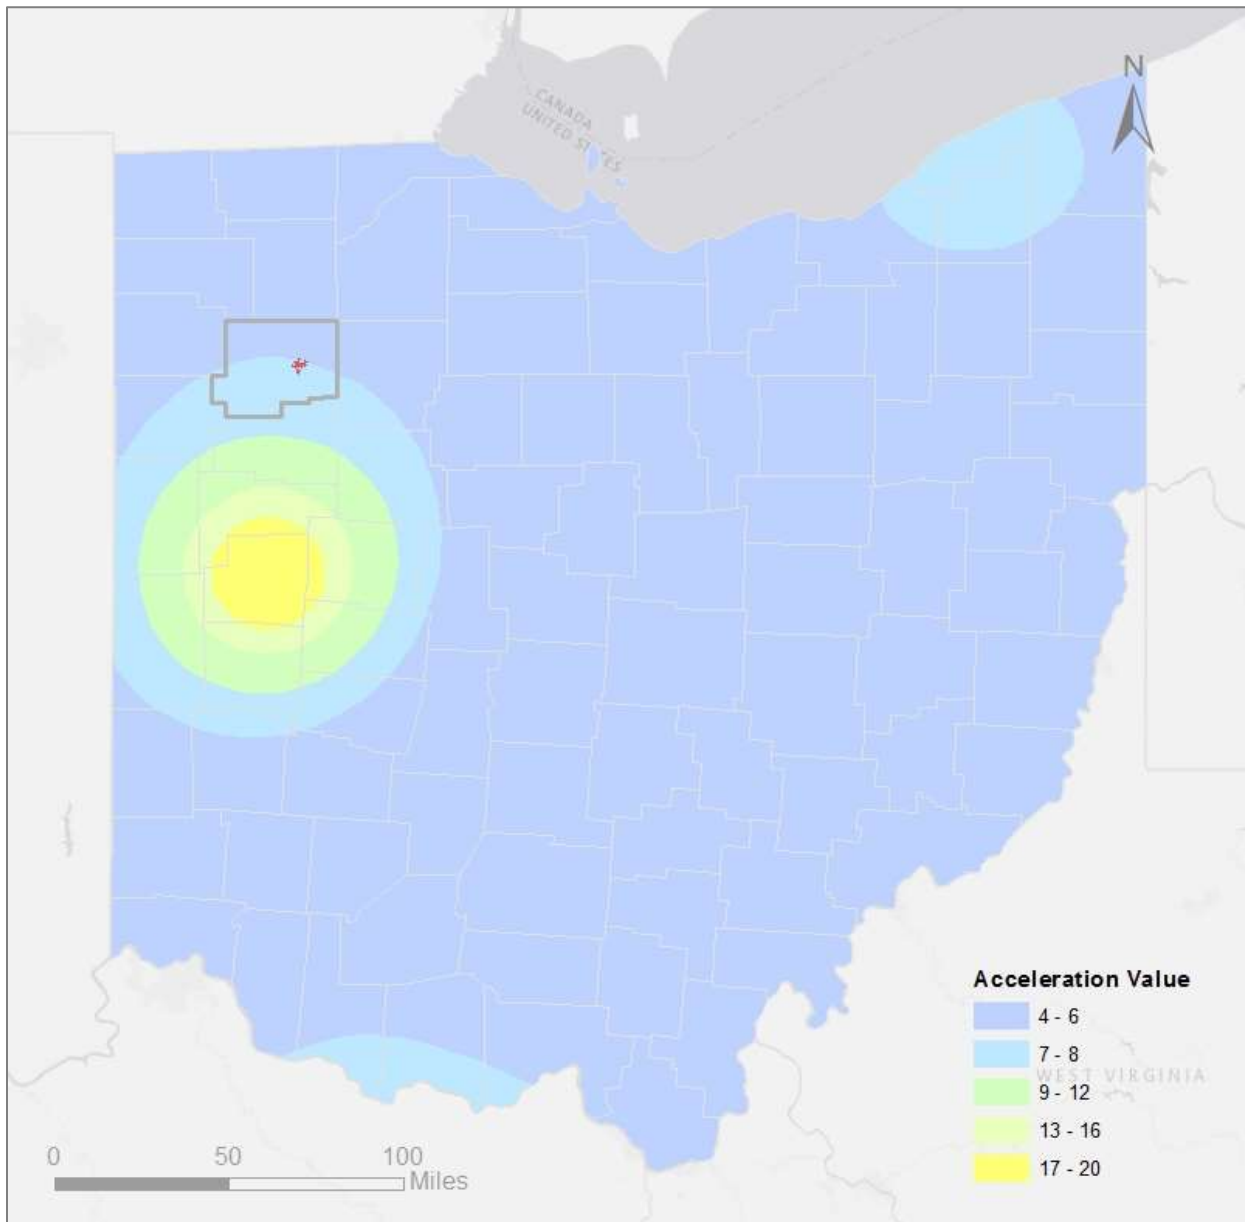 N
CANADA
UNITED STATES
Acceleration Value
4 - 6
7 - 8
WEST VIRGINIA
9 - 12
13 - 16
17 - 20
0 50 100
Miles